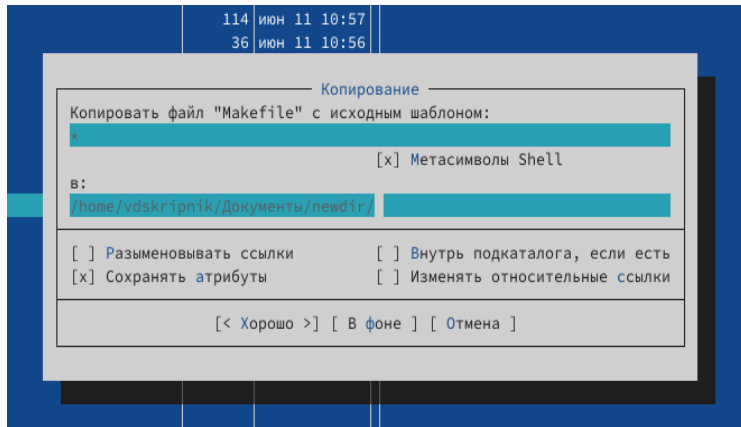 114 июн 11 10:57
36 июн 11 10:56
Копирование
Копировать файл "Makefile" с исходным шаблоном:
*
[x] Метасимволы Shell
в:
/home/vdskripnik/Документы/newdir/
[ ] Разыменовывать ссылки [ ] Внутрь подкаталога, если есть
[x] Сохранять атрибуты [ ] Изменять относительные ссылки
[< Хорошо >] [ В фоне ] [ Отмена ]